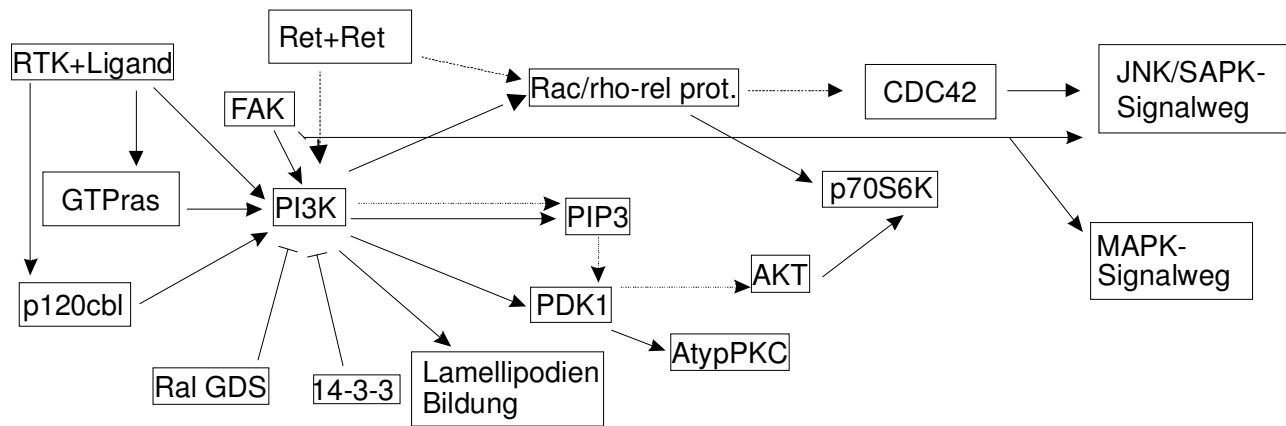 Ret+Ret
RTK+Ligand
Rac/rho-rel prot.
CDC42
JNK/SAPK-
Signalweg
FAK
GTPras
PI3K
PIP3
p70S6K
MAPK-
Signalweg
p120cbl
PDK1
AKT
AtypPKC
Ral GDS
14-3-3
Lamellipodien
Bildung